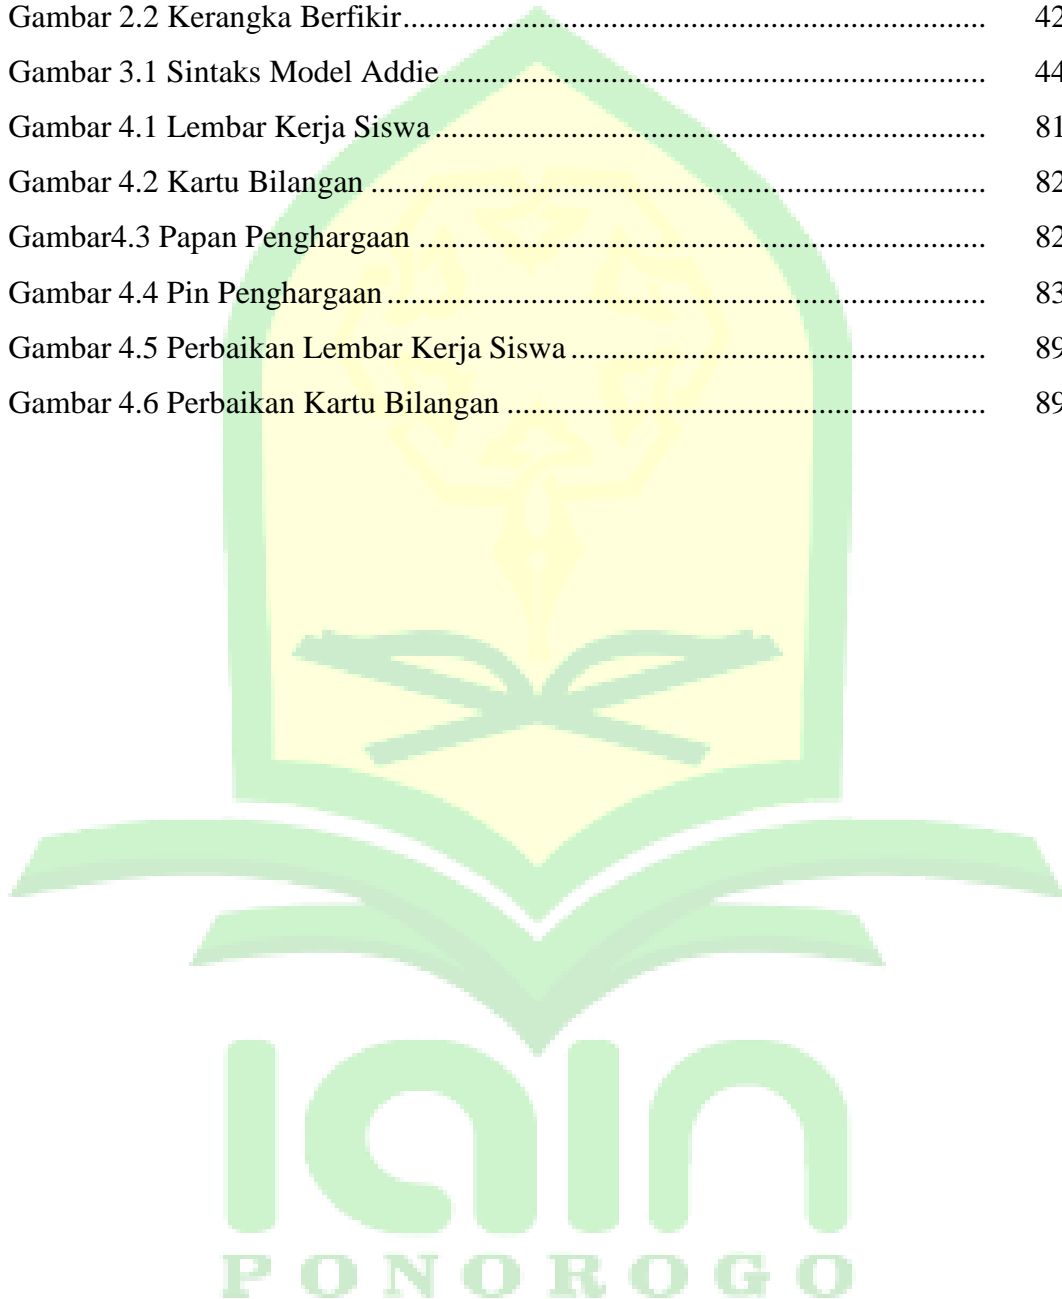 Gambar 2.2 Kerangka Berfikir........................................................................ 42
Gambar 3.1 Sintaks Model Addie.................................................................... 44
Gambar 4.1 Lembar Kerja Siswa..................................................................... 81
Gambar 4.2 Kartu Bilangan ............................................................................. 82
Gambar4.3 Papan Penghargaan ....................................................................... 82
Gambar 4.4 Pin Penghargaan........................................................................... 83
Gambar 4.5 Perbaikan Lembar Kerja Siswa.................................................... 89
Gambar 4.6 Perbaikan Kartu Bilangan ............................................................ 89
IAIN
PONOROGO